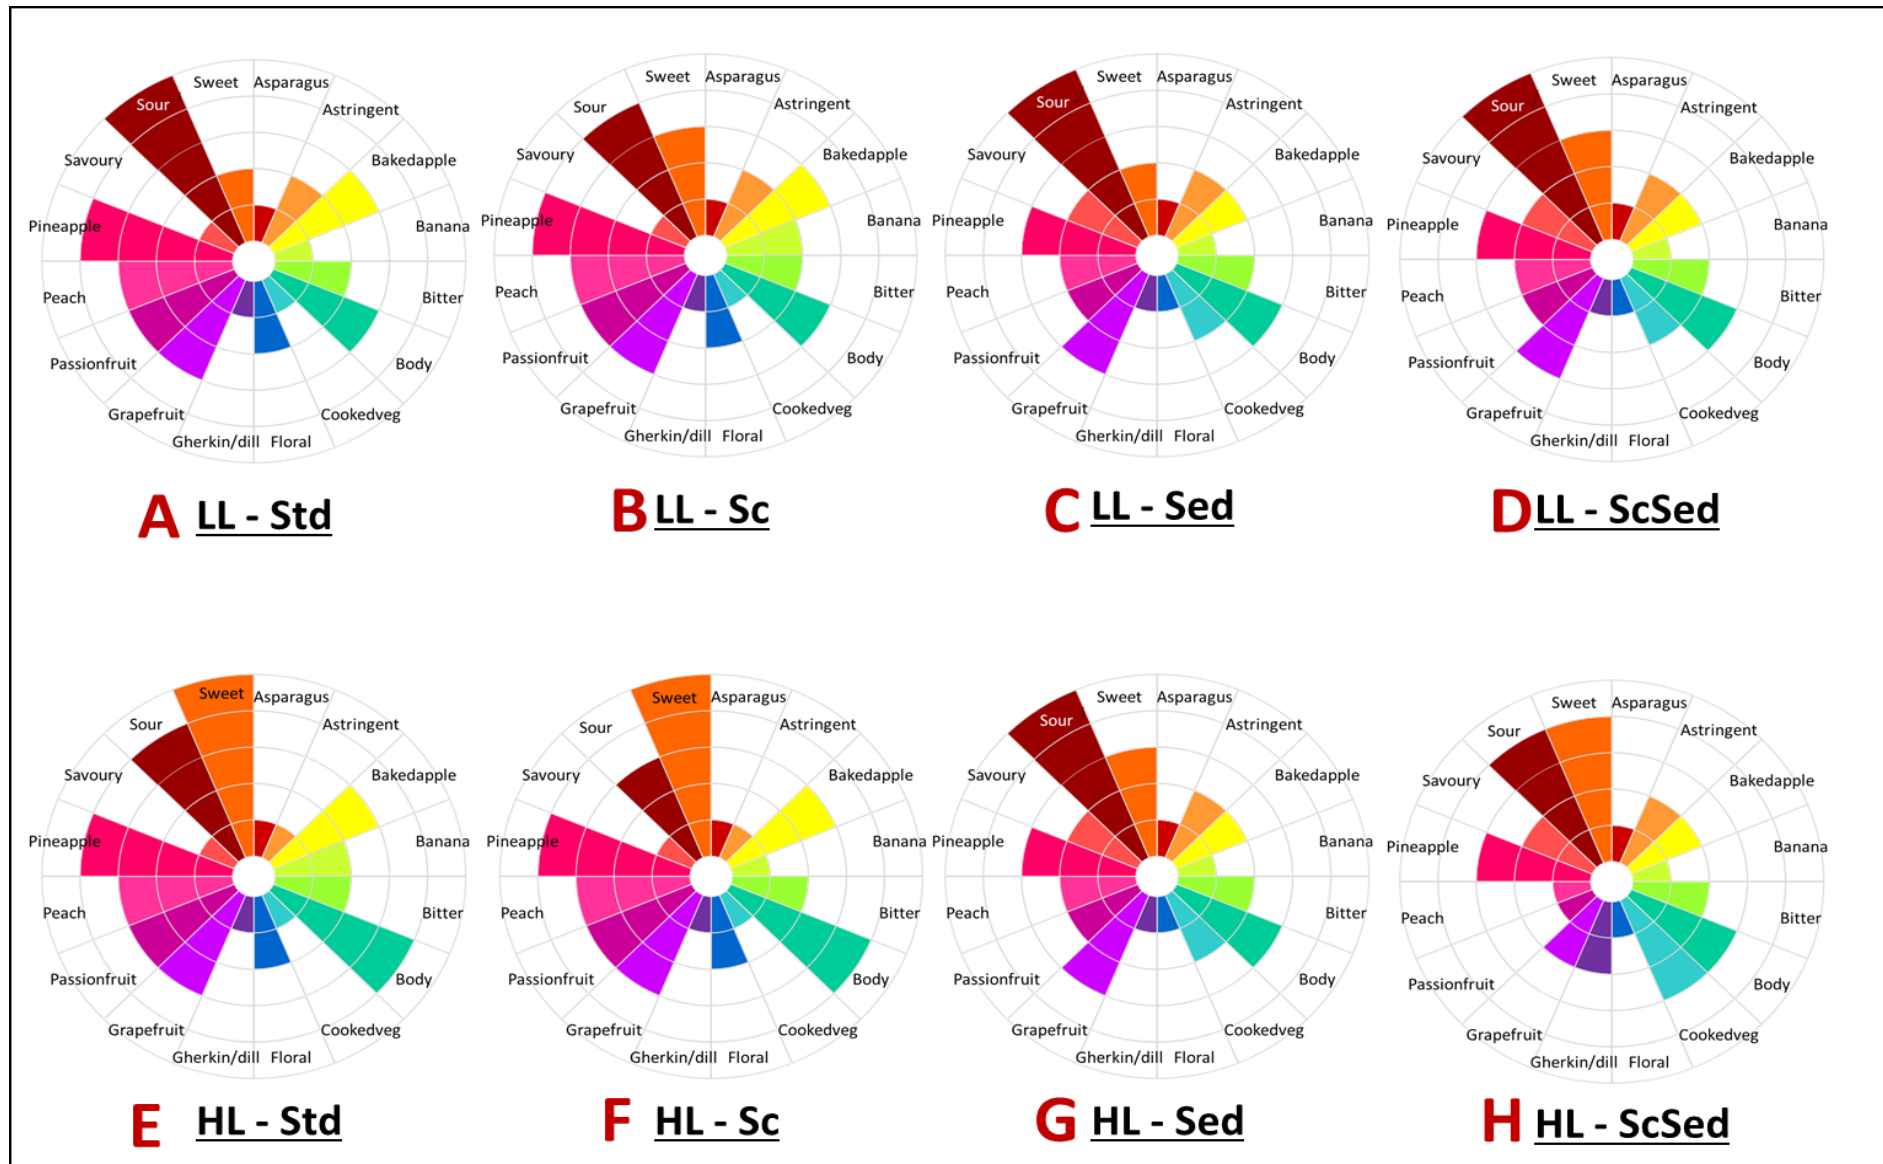 Sweet Asparagus
Sour Astringent
Savoury Bakedapple
Pineapple Banana
Peach Bitter
Passionfruit Body
Grapefruit Cookedveg
Gherkin/dill Floral
A LL - Std
Sweet Asparagus
Sour Astringent
Savoury Bakedapple
Pineapple Banana
Peach Bitter
Passionfruit Body
Grapefruit Cookedveg
Gherkin/dill Floral
B LL - Sc
Sweet Asparagus
Sour Astringent
Savoury Bakedapple
Pineapple Banana
Peach Bitter
Passionfruit Body
Grapefruit Cookedveg
Gherkin/dill Floral
C LL - Sed
Sweet Asparagus
Sour Astringent
Savoury Bakedapple
Pineapple Banana
Peach Bitter
Passionfruit Body
Grapefruit Cookedveg
Gherkin/dill Floral
D LL - ScSed
Sweet Asparagus
Sour Astringent
Savoury Bakedapple
Pineapple Banana
Peach Bitter
Passionfruit Body
Grapefruit Cookedveg
Gherkin/dill Floral
E HL - Std
Sweet Asparagus
Sour Astringent
Savoury Bakedapple
Pineapple Banana
Peach Bitter
Passionfruit Body
Grapefruit Cookedveg
Gherkin/dill Floral
F HL - Sc
Sweet Asparagus
Sour Astringent
Savoury Bakedapple
Pineapple Banana
Peach Bitter
Passionfruit Body
Grapefruit Cookedveg
Gherkin/dill Floral
G HL - Sed
Sweet Asparagus
Sour Astringent
Savoury Bakedapple
Pineapple Banana
Peach Bitter
Passionfruit Body
Grapefruit Cookedveg
Gherkin/dill Floral
H HL - ScSed